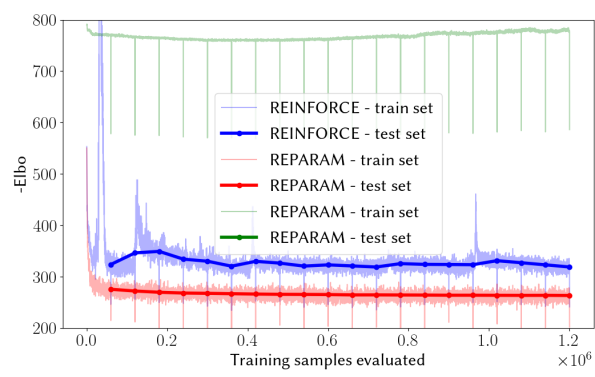 800
700
600
500
400
300
200
-Elbo
REINFORCE - train set
REINFORCE - test set
REPARAM - train set
REPARAM - test set
REPARAM - train set
REPARAM - test set
0.0 0.2 0.4 0.6 0.8 1.0 1.2
Training samples evaluated
×10⁶